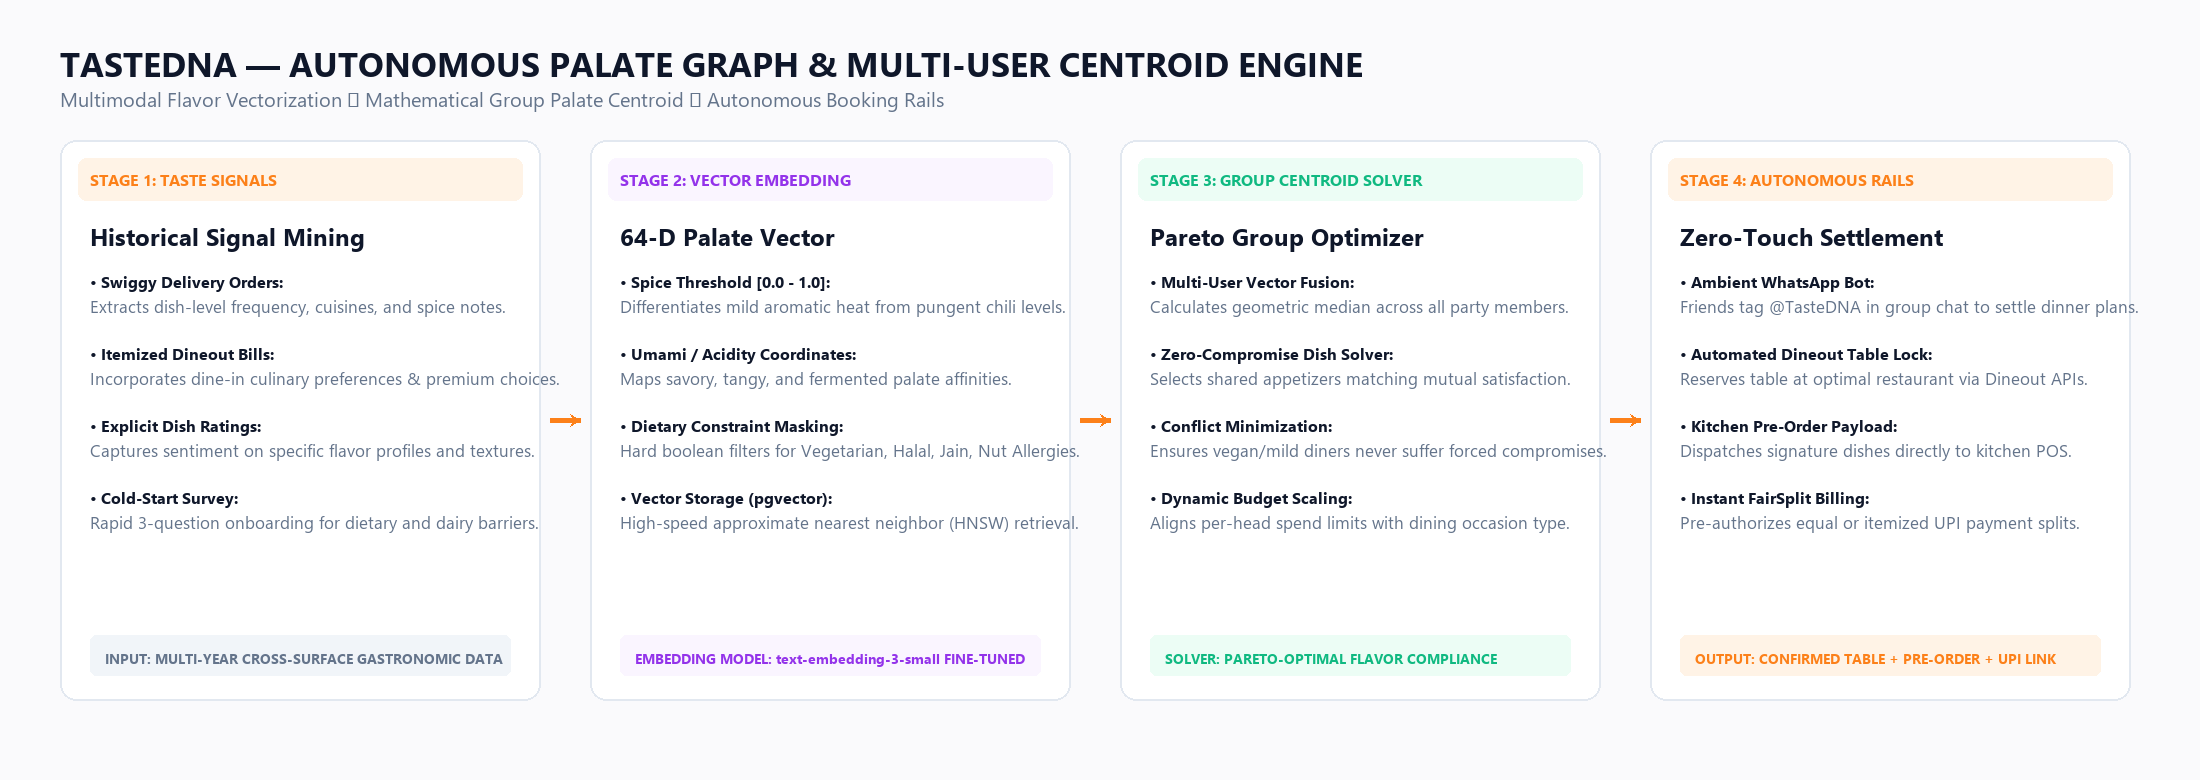 TASTEDNA — AUTONOMOUS PALATE GRAPH & MULTI-USER CENTROID ENGINE
Multimodal Flavor Vectorization ▯ Mathematical Group Palate Centroid ▯ Autonomous Booking Rails
STAGE 1: TASTE SIGNALS
Historical Signal Mining
• Swiggy Delivery Orders:
Extracts dish-level frequency, cuisines, and spice notes.
• Itemized Dineout Bills:
Incorporates dine-in culinary preferences & premium choices.
• Explicit Dish Ratings:
Captures sentiment on specific flavor profiles and textures.
• Cold-Start Survey:
Rapid 3-question onboarding for dietary and dairy barriers.
INPUT: MULTI-YEAR CROSS-SURFACE GASTRONOMIC DATA
STAGE 2: VECTOR EMBEDDING
64-D Palate Vector
• Spice Threshold [0.0 - 1.0]:
Differentiates mild aromatic heat from pungent chili levels.
• Umami / Acidity Coordinates:
Maps savory, tangy, and fermented palate affinities.
• Dietary Constraint Masking:
Hard boolean filters for Vegetarian, Halal, Jain, Nut Allergies.
• Vector Storage (pgvector):
High-speed approximate nearest neighbor (HNSW) retrieval.
EMBEDDING MODEL: text-embedding-3-small FINE-TUNED
STAGE 3: GROUP CENTROID SOLVER
Pareto Group Optimizer
• Multi-User Vector Fusion:
Calculates geometric median across all party members.
• Zero-Compromise Dish Solver:
Selects shared appetizers matching mutual satisfaction.
• Conflict Minimization:
Ensures vegan/mild diners never suffer forced compromises.
• Dynamic Budget Scaling:
Aligns per-head spend limits with dining occasion type.
SOLVER: PARETO-OPTIMAL FLAVOR COMPLIANCE
STAGE 4: AUTONOMOUS RAILS
Zero-Touch Settlement
• Ambient WhatsApp Bot:
Friends tag @TasteDNA in group chat to settle dinner plans.
• Automated Dineout Table Lock:
Reserves table at optimal restaurant via Dineout APIs.
• Kitchen Pre-Order Payload:
Dispatches signature dishes directly to kitchen POS.
• Instant FairSplit Billing:
Pre-authorizes equal or itemized UPI payment splits.
OUTPUT: CONFIRMED TABLE + PRE-ORDER + UPI LINK